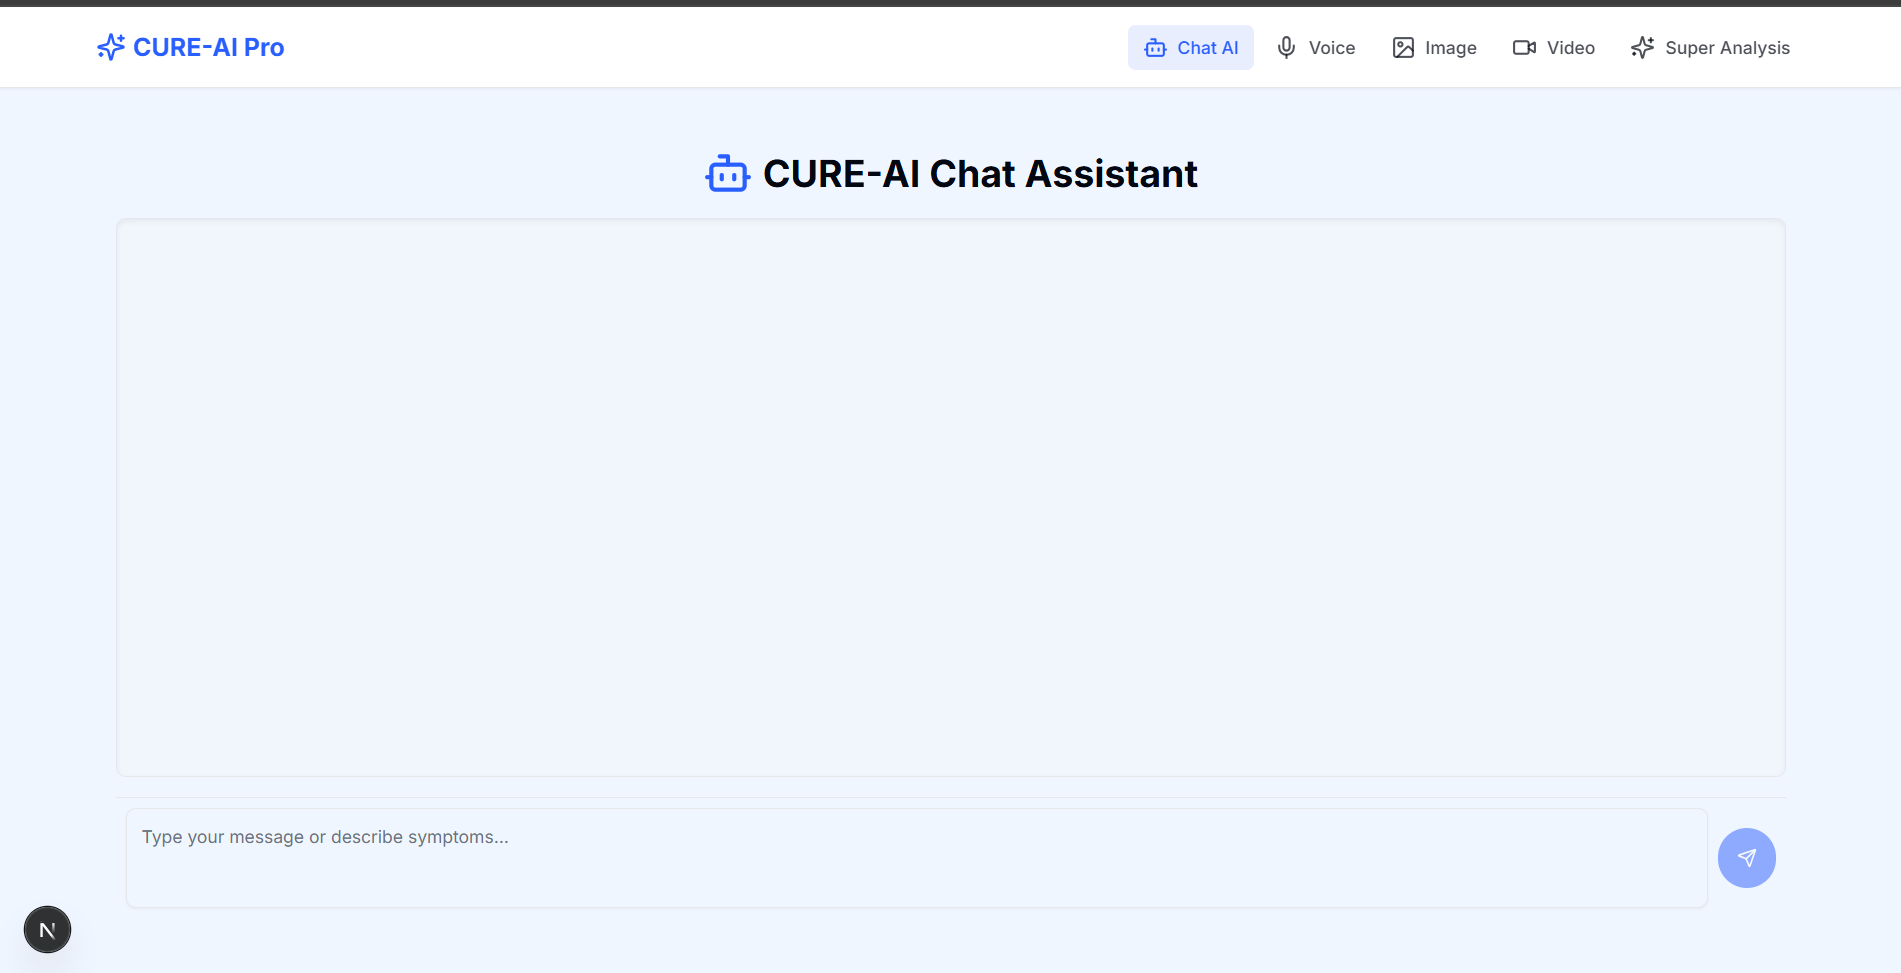 CURE-AI Pro
Chat AI
Voice
Image
Video
Super Analysis
CURE-AI Chat Assistant
Type your message or describe symptoms...
N